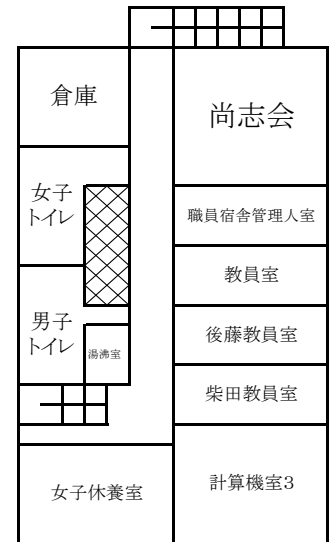 倉庫
尚志会
女子
トイレ
職員宿舎管理人室
教員室
男子
トイレ
湯沸室
後藤教員室
柴田教員室
女子休養室
計算機室3